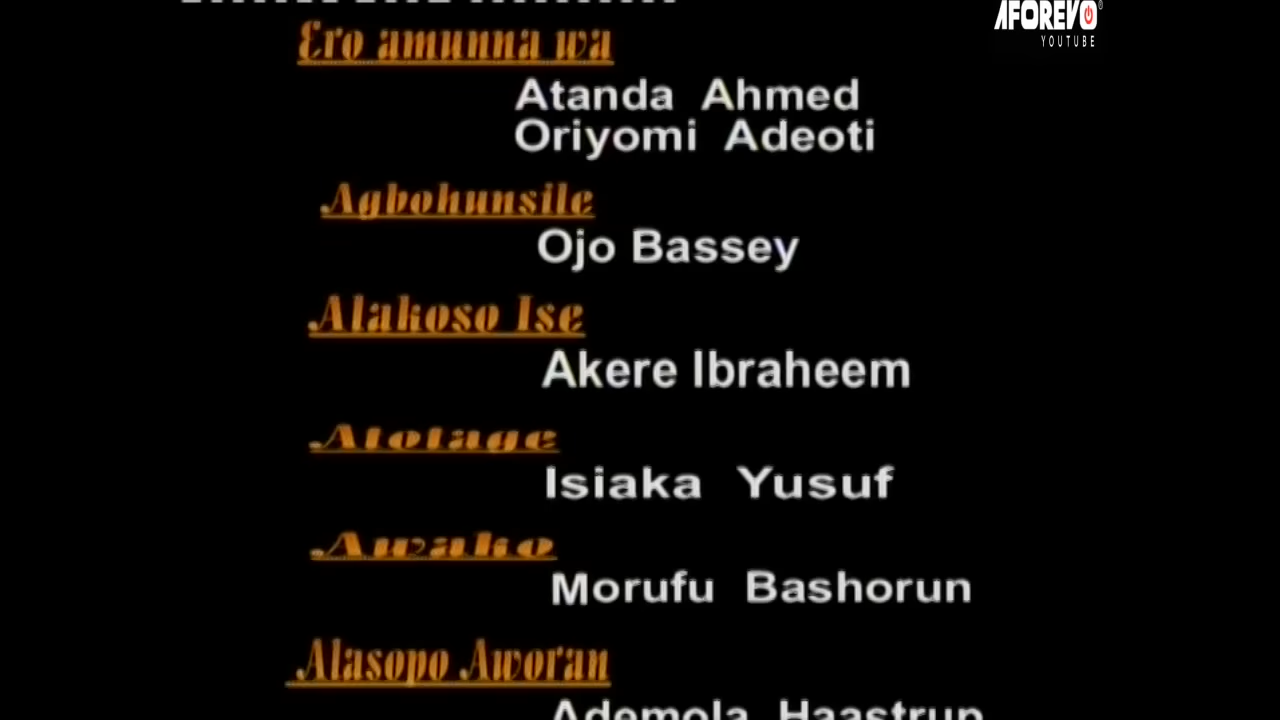 AFOREVO
YOUTUBE
Ero amunna wa
Atanda Ahmed
Oriyomi Adeoti
Agbohunsile
Ojo Bassey
Alakoso Ise
Akere Ibraheem
Atotage
Isiaka Yusuf
Awako
Morufu Bashorun
Alasopo Aworan
Ademola Haastrup